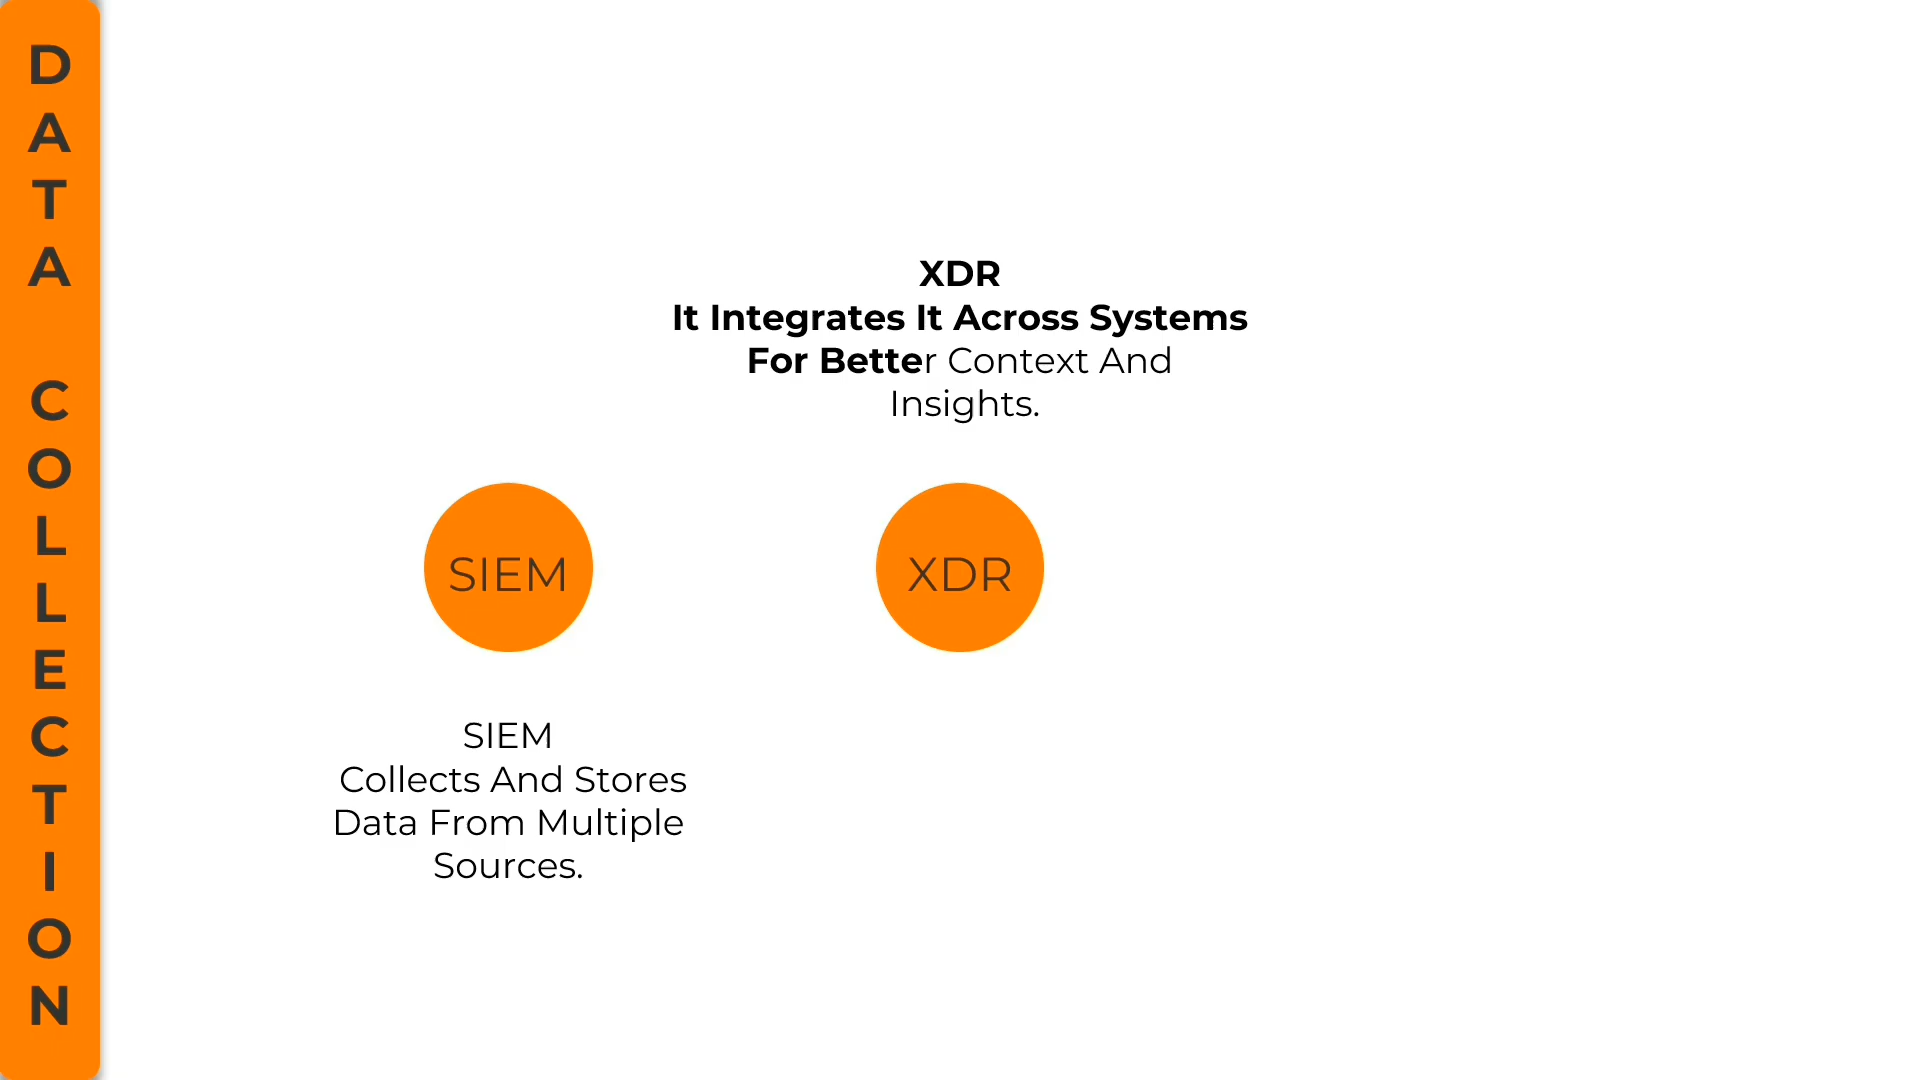 DATA COLLECTION
XDR
It Integrates It Across Systems
For Better Context And
Insights.
SIEM
XDR
SIEM
Collects And Stores
Data From Multiple
Sources.